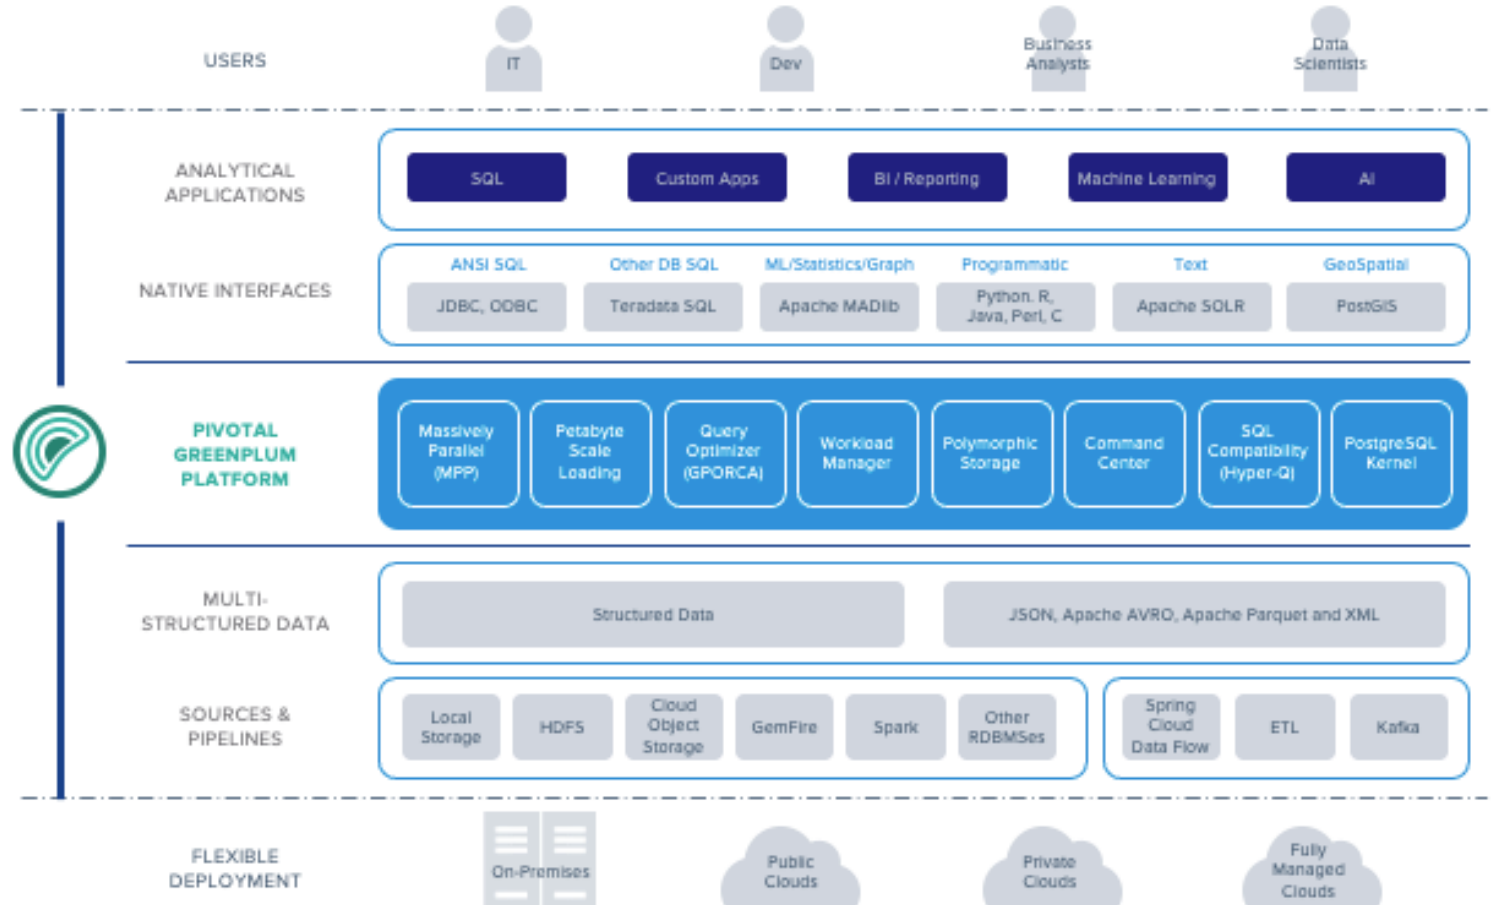 USERS
IT
Dev
Business
Analysts
Data
Scientists
ANALYTICAL
APPLICATIONS
SQL
Custom Apps
BI / Reporting
Machine Learning
AI
NATIVE INTERFACES
ANSI SQL
JDBC, ODBC
Other DB SQL
Teradata SQL
ML/Statistics/Graph
Apache MADlib
Programmatic
Python. R,
Java, Perl, C
Text
Apache SOLR
GeoSpatial
PostGIS
PIVOTAL
GREENPLUM
PLATFORM
Massively
Parallel
(MPP)
Petabyte
Scale
Loading
Query
Optimizer
(GPORCA)
Workload
Manager
Polymorphic
Storage
Command
Center
SQL
Compatibility
(Hyper-Q)
PostgreSQL
Kernel
MULTI-
STRUCTURED DATA
Structured Data
JSON, Apache AVRO, Apache Parquet and XML
SOURCES &
PIPELINES
Local
Storage
HDFS
Cloud
Object
Storage
GemFire
Spark
Other
RDBMSes
Spring
Cloud
Data Flow
ETL
Kafka
FLEXIBLE
DEPLOYMENT
On-Premises
Public
Clouds
Private
Clouds
Fully
Managed
Clouds